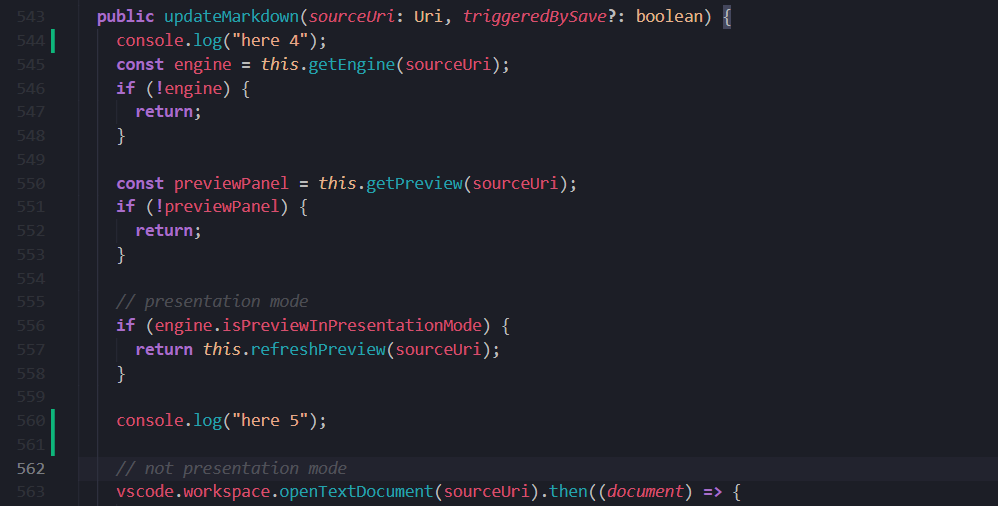 543 public updateMarkdown(sourceUri: Uri, triggeredBySave?: boolean) {
544 console.log("here 4");
545 const engine = this.getEngine(sourceUri);
546 if (!engine) {
547 return;
548 }
549
550 const previewPanel = this.getPreview(sourceUri);
551 if (!previewPanel) {
552 return;
553 }
554
555 // presentation mode
556 if (engine.isPreviewInPresentationMode) {
557 return this.refreshPreview(sourceUri);
558 }
559
560 console.log("here 5");
561
562 // not presentation mode
563 vscode.workspace.openTextDocument(sourceUri).then((document) => {